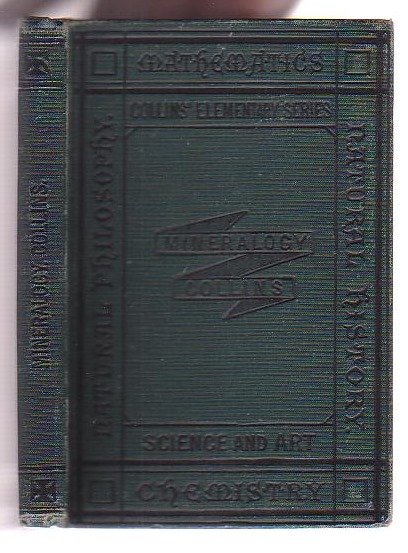 MINERALOGY, COLLINS.
MATHEMATICS
COLLINS' ELEMENTARY SERIES
NATURAL PHILOSOPHY.
MINERALOGY
COLLINS
NATURAL HISTORY.
SCIENCE AND ART
CHEMISTRY